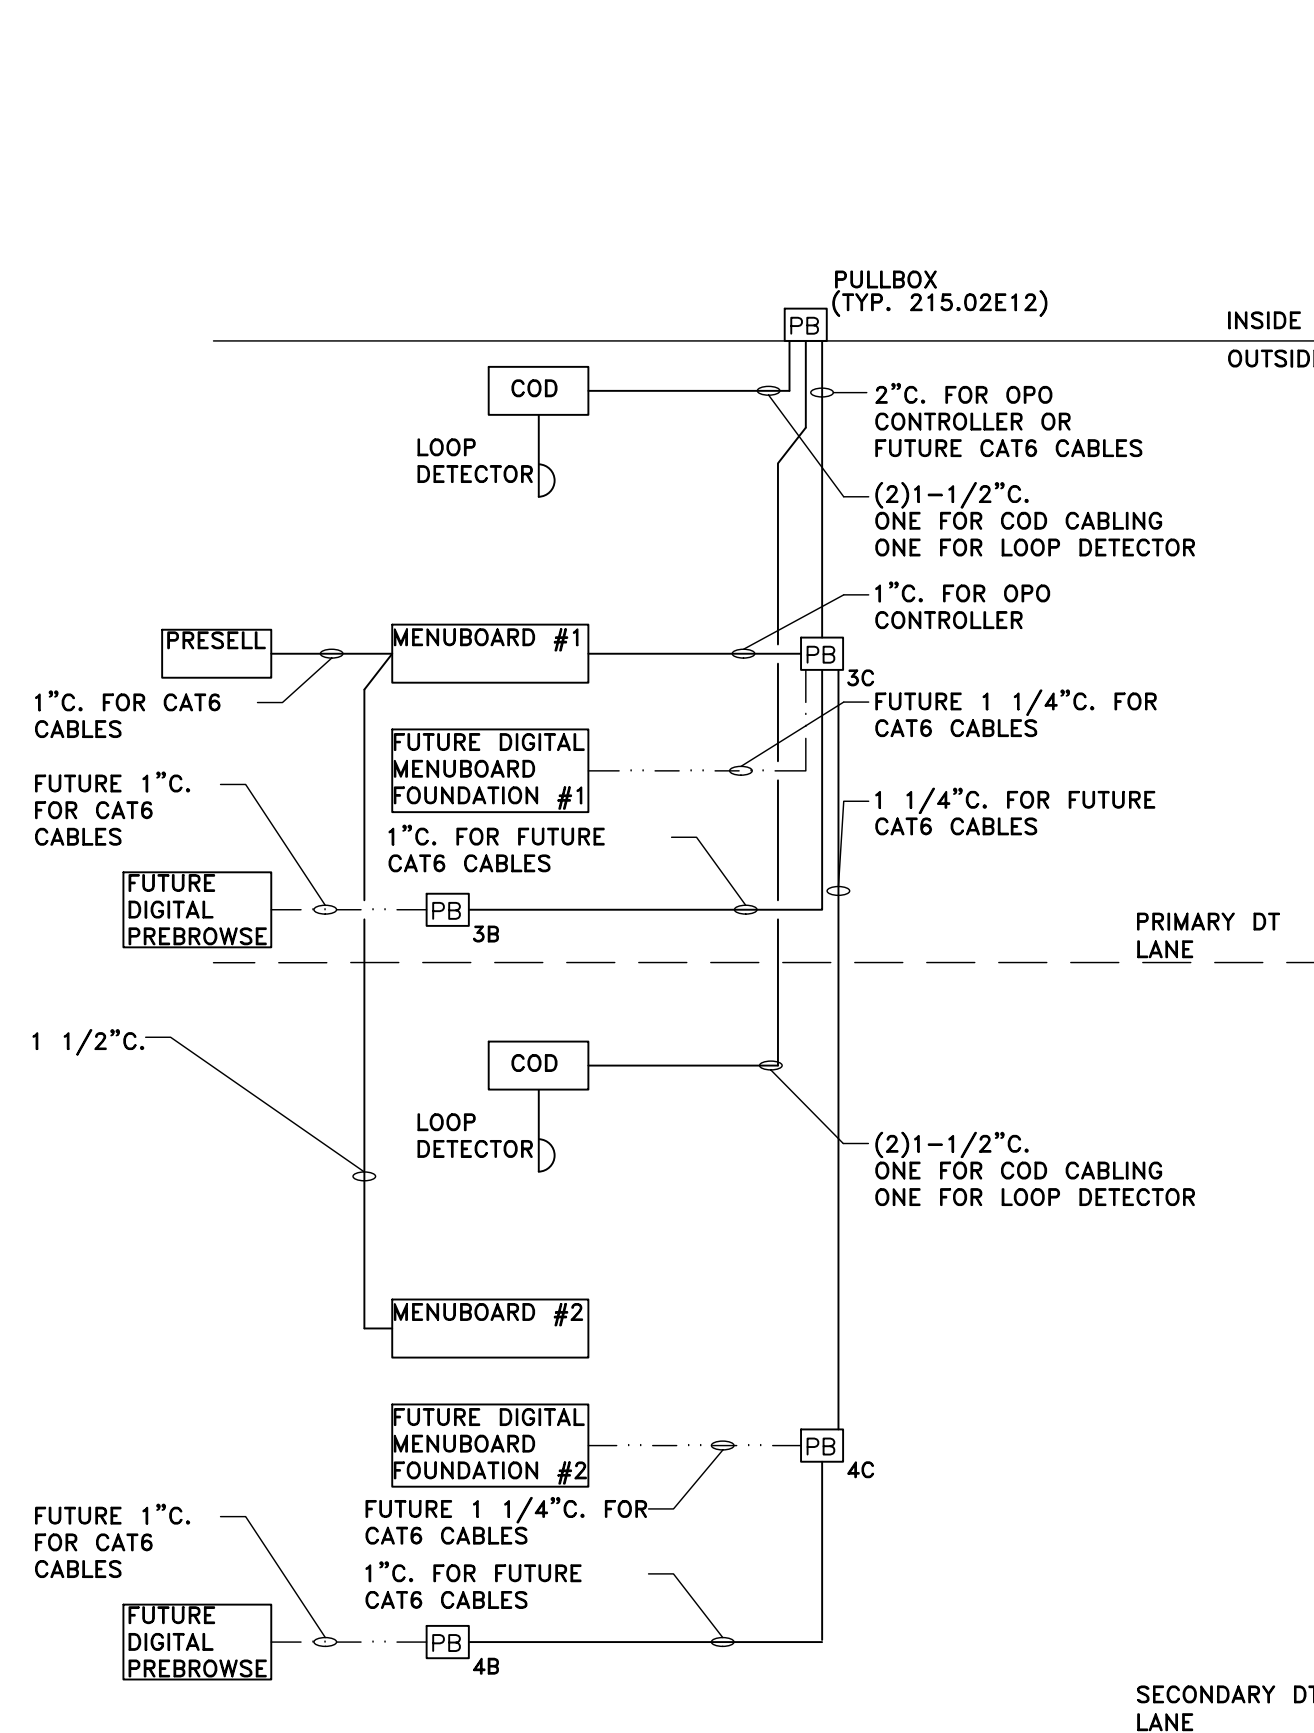 PULLBOX
(TYP. 215.02E12)
PB
INSIDE
OUTSIDE
COD
2"C. FOR OPO
CONTROLLER OR
FUTURE CAT6 CABLES
LOOP
DETECTOR
(2)1-1/2"C.
ONE FOR COD CABLING
ONE FOR LOOP DETECTOR
1"C. FOR OPO
CONTROLLER
PRESELL
MENUBOARD #1
PB
3C
1"C. FOR CAT6
CABLES
FUTURE 1 1/4"C. FOR
CAT6 CABLES
FUTURE DIGITAL
MENUBOARD
FOUNDATION #1
FUTURE 1"C.
FOR CAT6
CABLES
1 1/4"C. FOR FUTURE
CAT6 CABLES
1"C. FOR FUTURE
CAT6 CABLES
FUTURE
DIGITAL
PREBROWSE
PB
3B
PRIMARY DT
LANE
1 1/2"C.
COD
LOOP
DETECTOR
(2)1-1/2"C.
ONE FOR COD CABLING
ONE FOR LOOP DETECTOR
MENUBOARD #2
FUTURE DIGITAL
MENUBOARD
FOUNDATION #2
PB
4C
FUTURE 1 1/4"C. FOR
CAT6 CABLES
FUTURE 1"C.
FOR CAT6
CABLES
1"C. FOR FUTURE
CAT6 CABLES
FUTURE
DIGITAL
PREBROWSE
PB
4B
SECONDARY DT
LANE